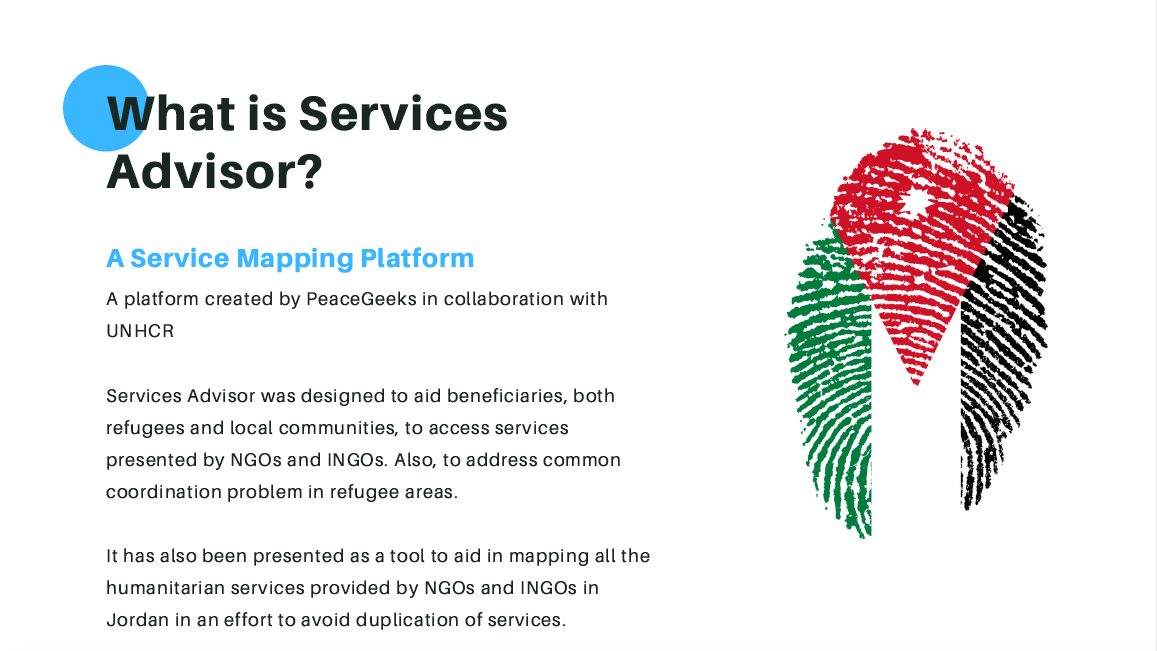 What is Services
Advisor?
A Service Mapping Platform
A platform created by PeaceGeeks in collaboration with
UNHCR
Services Advisor was designed to aid beneficiaries, both
refugees and local communities, to access services
presented by NGOs and INGOs. Also, to address common
coordination problem in refugee areas.
It has also been presented as a tool to aid in mapping all the
humanitarian services provided by NGOs and INGOs in
Jordan in an effort to avoid duplication of services.